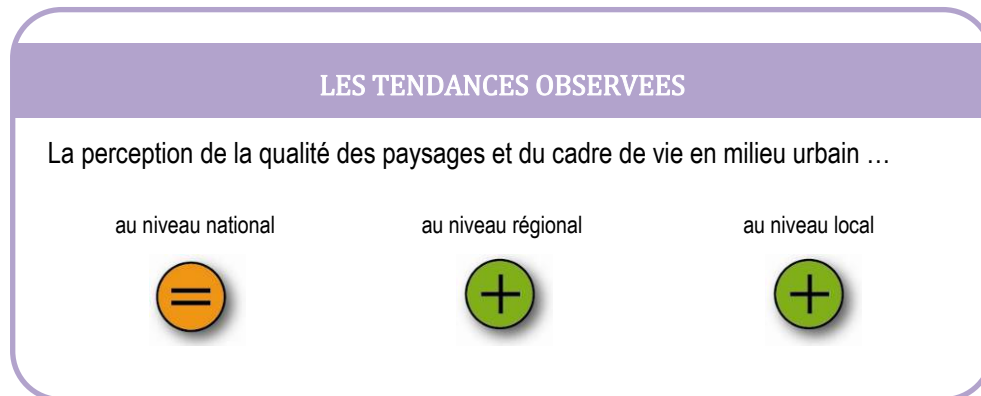 LES TENDANCES OBSERVEES
La perception de la qualité des paysages et du cadre de vie en milieu urbain …
au niveau national au niveau régional au niveau local
= + +